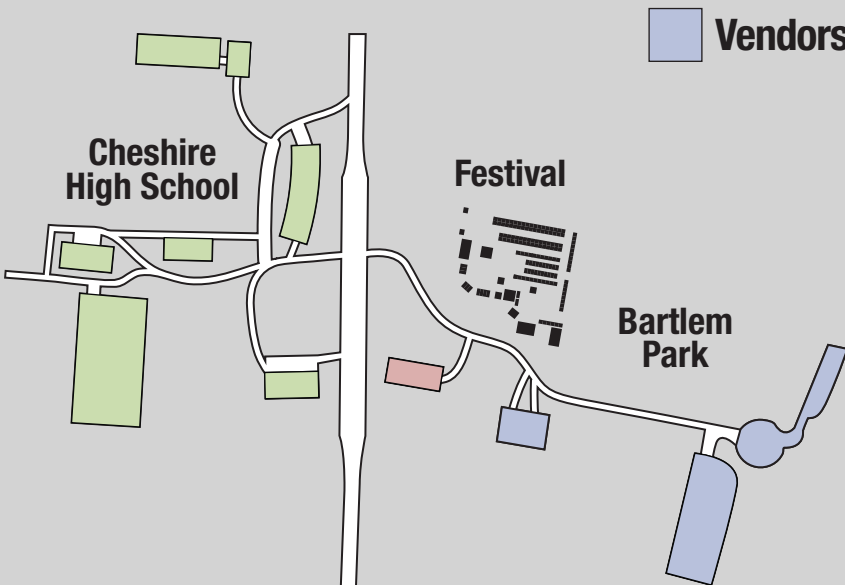 Vendors
Cheshire
High School
Festival
Bartlem
Park